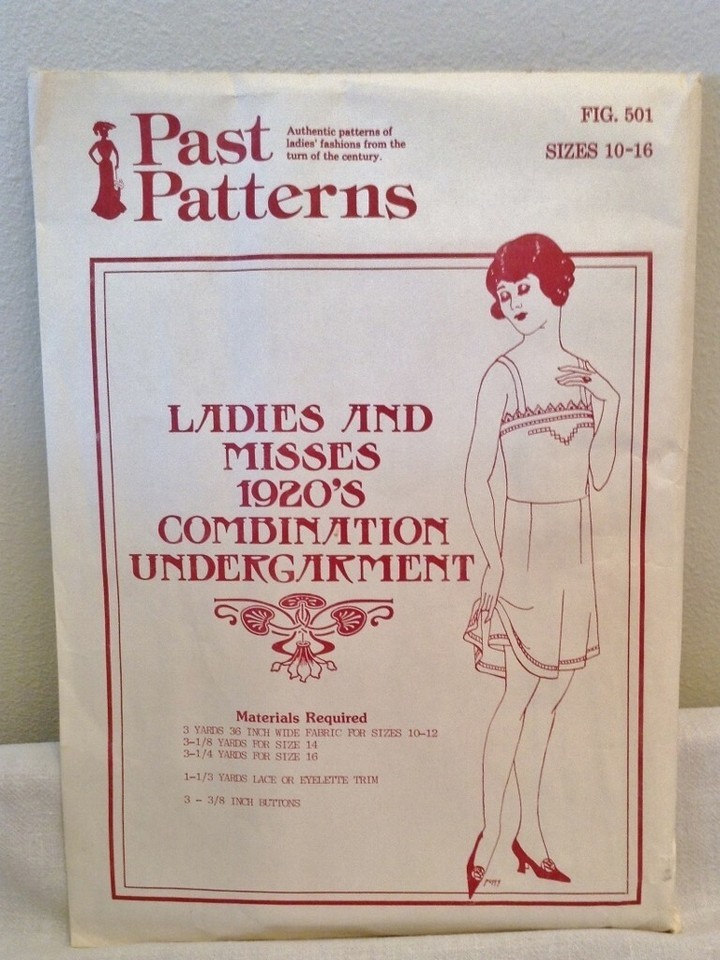 Past
Patterns
Authentic patterns of
ladies' fashions from the
turn of the century.
FIG. 501
SIZES 10-16
LADIES AND
MISSES
1920'S
COMBINATION
UNDERGARMENT
Materials Required
3 YARDS 36 INCH WIDE FABRIC FOR SIZES 10-12
3-1/8 YARDS FOR SIZE 14
3-1/4 YARDS FOR SIZE 16
1-1/3 YARDS LACE OR EYELETTE TRIM
3 - 3/8 INCH BUTTONS